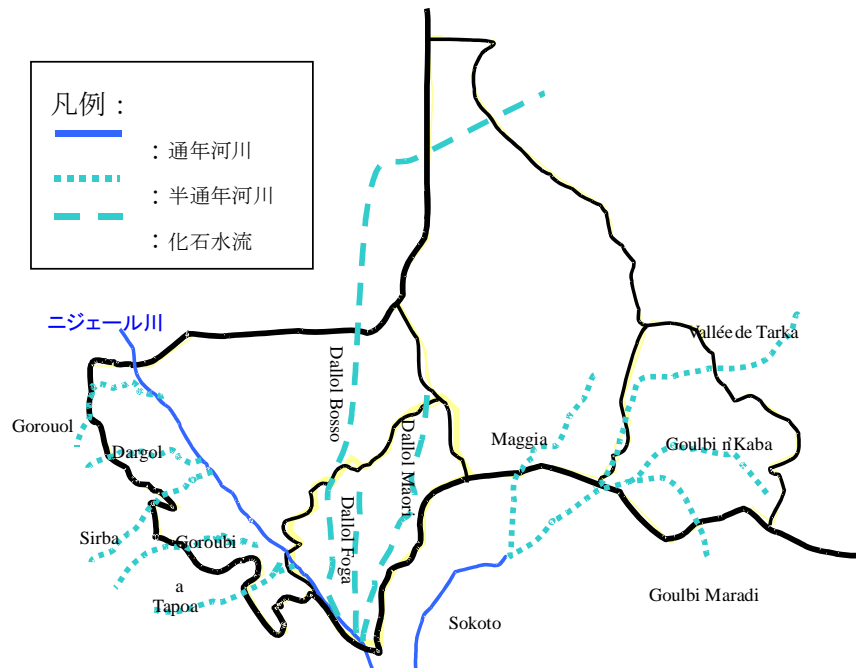 凡例：
：通年河川
：半通年河川
：化石水流
ニジェール川
Vallée de Tarka
Dallol Bosso
Gorouol
Dallol Maori
Maggia
Goulbi n'Kaba
Dargol
Dallol Foga
Sirba
Goroubi
a
Tapoa
Goulbi Maradi
Sokoto